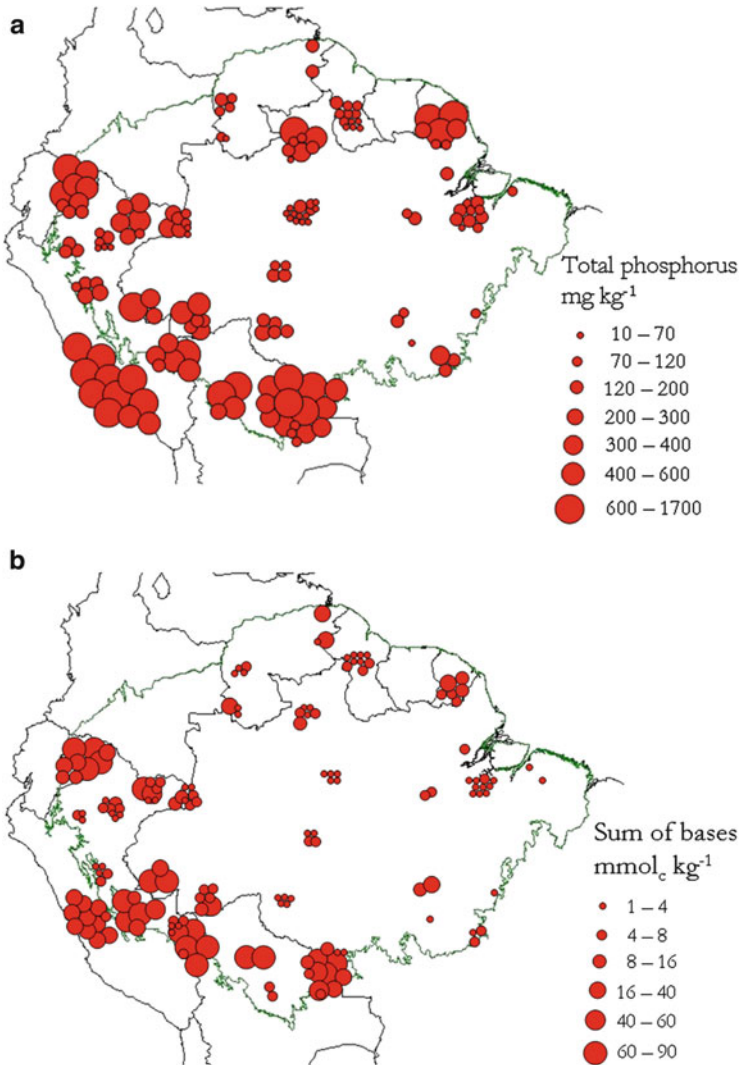 a
Total phosphorus
mg kg-1
10 – 70
70 – 120
120 – 200
200 – 300
300 – 400
400 – 600
600 – 1700
b
Sum of bases
mmolc kg-1
1 – 4
4 – 8
8 – 16
16 – 40
40 – 60
60 – 90